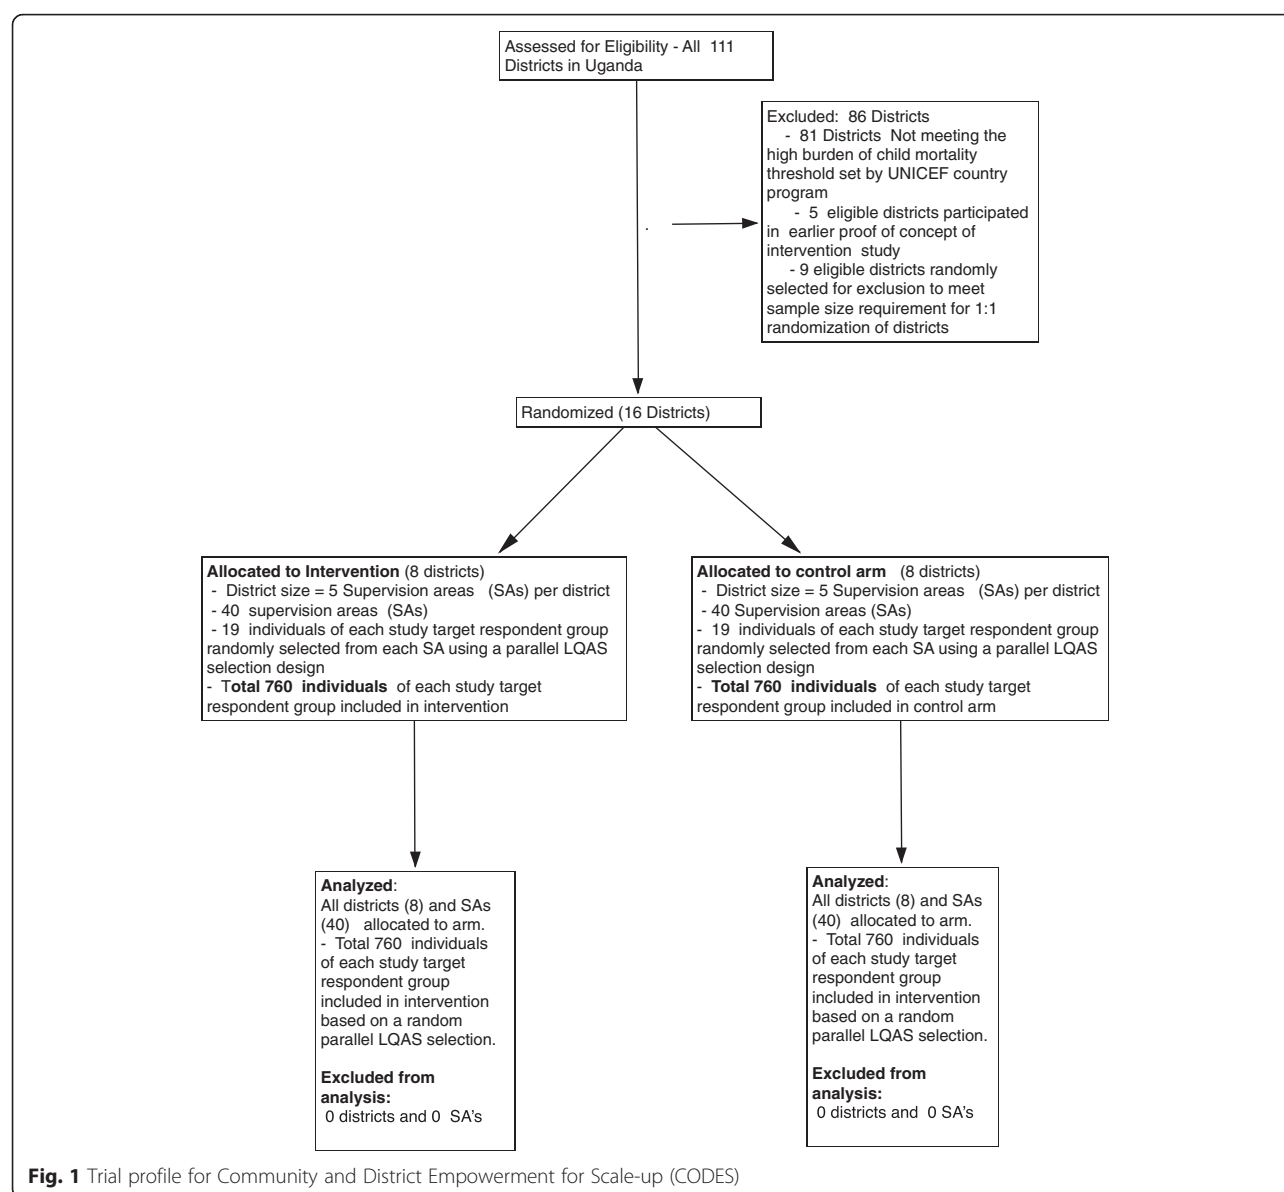 Assessed for Eligibility - All 111
Districts in Uganda
Excluded: 86 Districts
- 81 Districts Not meeting the
high burden of child mortality
threshold set by UNICEF country
program
- 5 eligible districts participated
in earlier proof of concept of
intervention study
- 9 eligible districts randomly
selected for exclusion to meet
sample size requirement for 1:1
randomization of districts
Randomized (16 Districts)
Allocated to Intervention (8 districts)
- District size = 5 Supervision areas (SAs) per district
- 40 supervision areas (SAs)
- 19 individuals of each study target respondent group
randomly selected from each SA using a parallel LQAS
selection design
- Total 760 individuals of each study target
respondent group included in intervention
Allocated to control arm (8 districts)
- District size = 5 Supervision areas (SAs) per district
- 40 Supervision areas (SAs)
- 19 individuals of each study target respondent group
randomly selected from each SA using a parallel LQAS
selection design
- Total 760 individuals of each study target
respondent group included in control arm
Analyzed:
All districts (8) and SAs
(40) allocated to arm.
- Total 760 individuals
of each study target
respondent group
included in intervention
based on a random
parallel LQAS selection.
Excluded from
analysis:
0 districts and 0 SA's
Analyzed:
All districts (8) and SAs
(40) allocated to arm.
- Total 760 individuals
of each study target
respondent group
included in intervention
based on a random
parallel LQAS selection.
Excluded from
analysis:
0 districts and 0 SA's
Fig. 1 Trial profile for Community and District Empowerment for Scale-up (CODES)